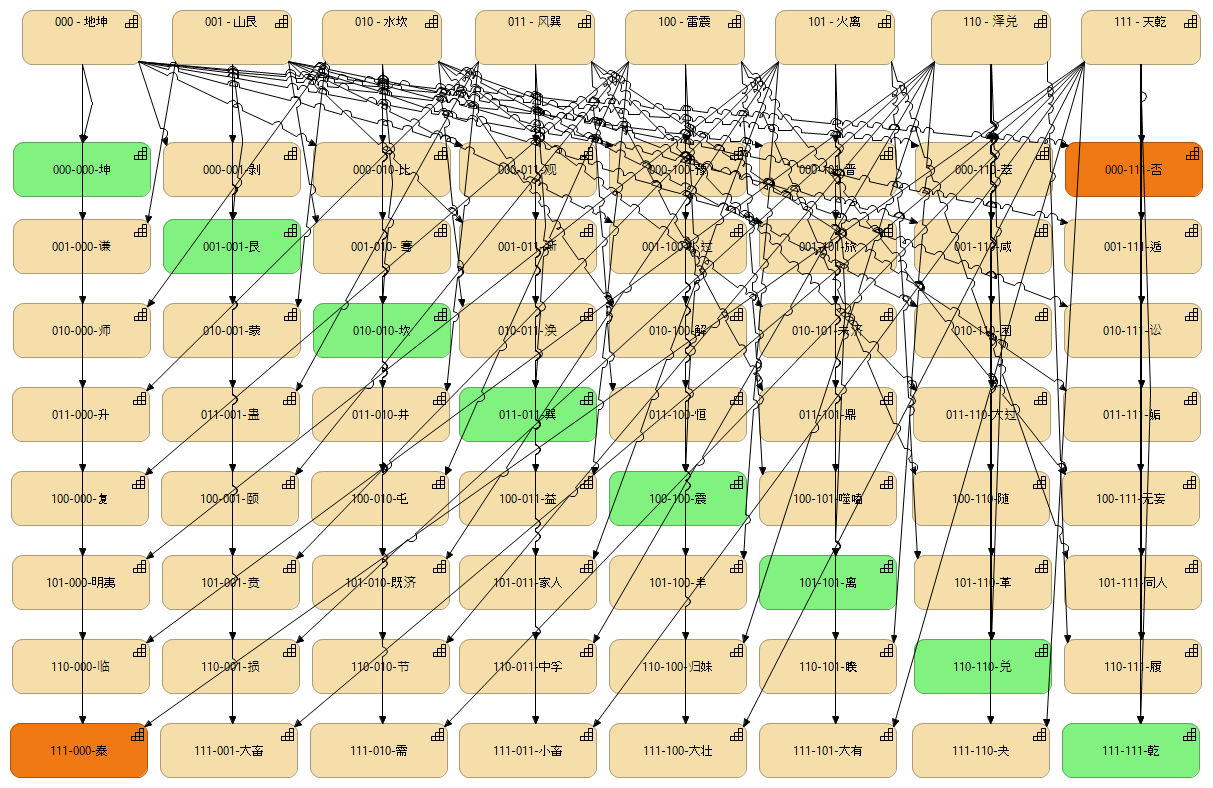 000 - 地坤
001 - 山艮
010 - 水坎
011 - 风巽
100 - 雷震
101 - 火离
110 - 泽兑
111 - 天乾
000-000-坤
000-001-剥
000-010-比
000-011-观
000-100-豫
000-101-晋
000-110-萃
000-111-否
001-000-谦
001-001-艮
001-010- 蹇
001-011-渐
001-100-小过
001-101-旅
001-110-咸
001-111-遁
010-000-师
010-001-蒙
010-010-坎
010-011-涣
010-100-解
010-101-未济
010-110-困
010-111-讼
011-000-升
011-001-蛊
011-010-井
011-011-巽
011-100-恒
011-101-鼎
011-110-大过
011-111-姤
100-000-复
100-001-颐
100-010-屯
100-011-益
100-100-震
100-101-噬嗑
100-110-随
100-111-无妄
101-000-明夷
101-001-贲
101-010-既济
101-011-家人
101-100-丰
101-101-离
101-110-革
101-111-同人
110-000-临
110-001-损
110-010-节
110-011-中孚
110-100-归妹
110-101-睽
110-110-兑
110-111-履
111-000-泰
111-001-大畜
111-010-需
111-011-小畜
111-100-大壮
111-101-大有
111-110-夬
111-111-乾